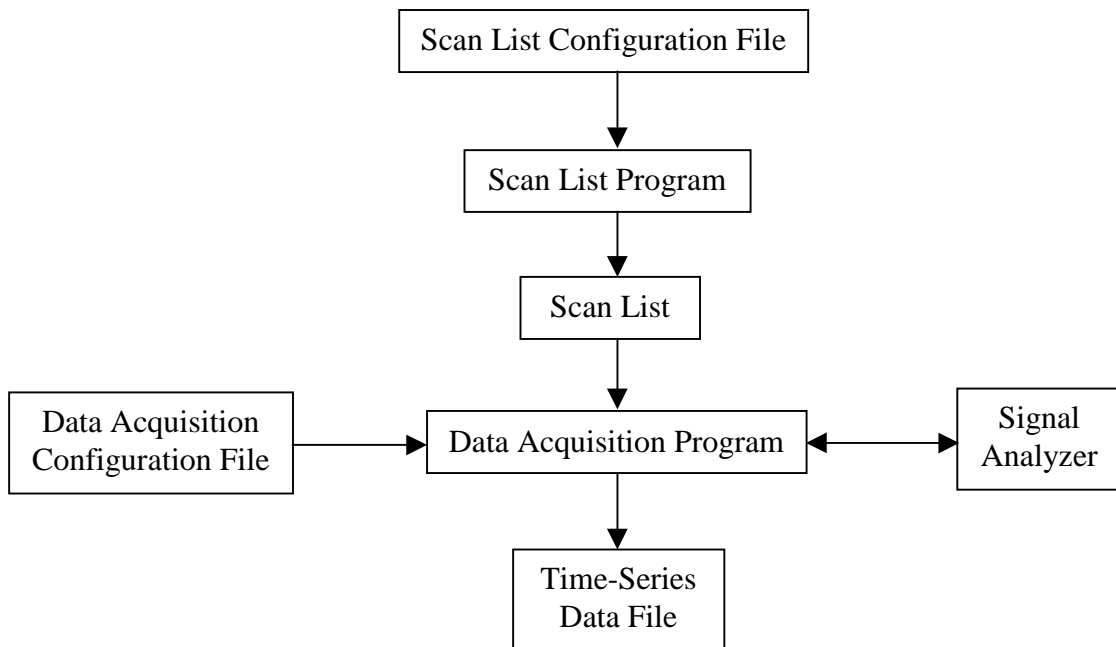 Scan List Configuration File
Scan List Program
Scan List
Data Acquisition
Configuration File
Data Acquisition Program
Signal
Analyzer
Time-Series
Data File